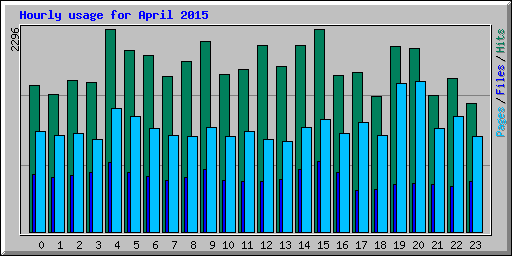 Hourly usage for April 2015
2296
Pages / Files / Hits
0 1 2 3 4 5 6 7 8 9 10 11 12 13 14 15 16 17 18 19 20 21 22 23